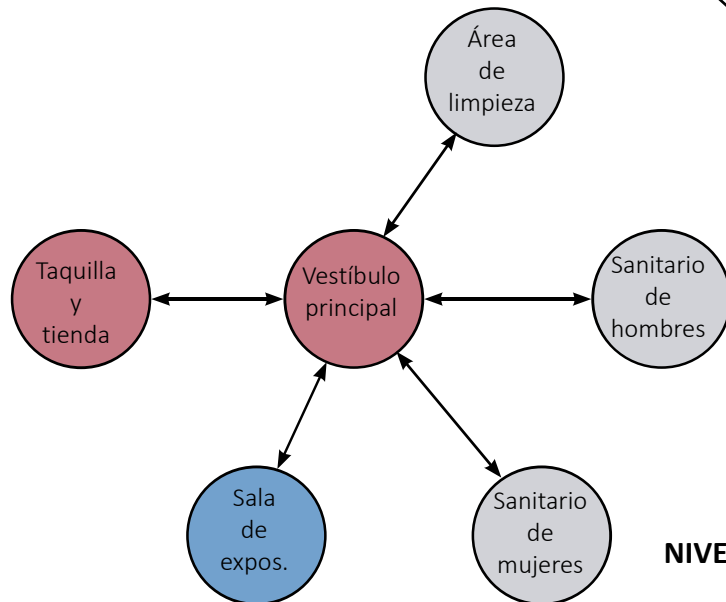 Área
de
limpieza
Taquilla
y
tienda
Vestíbulo
principal
Sanitario
de
hombres
Sala
de
expos.
Sanitario
de
mujeres
NIVE